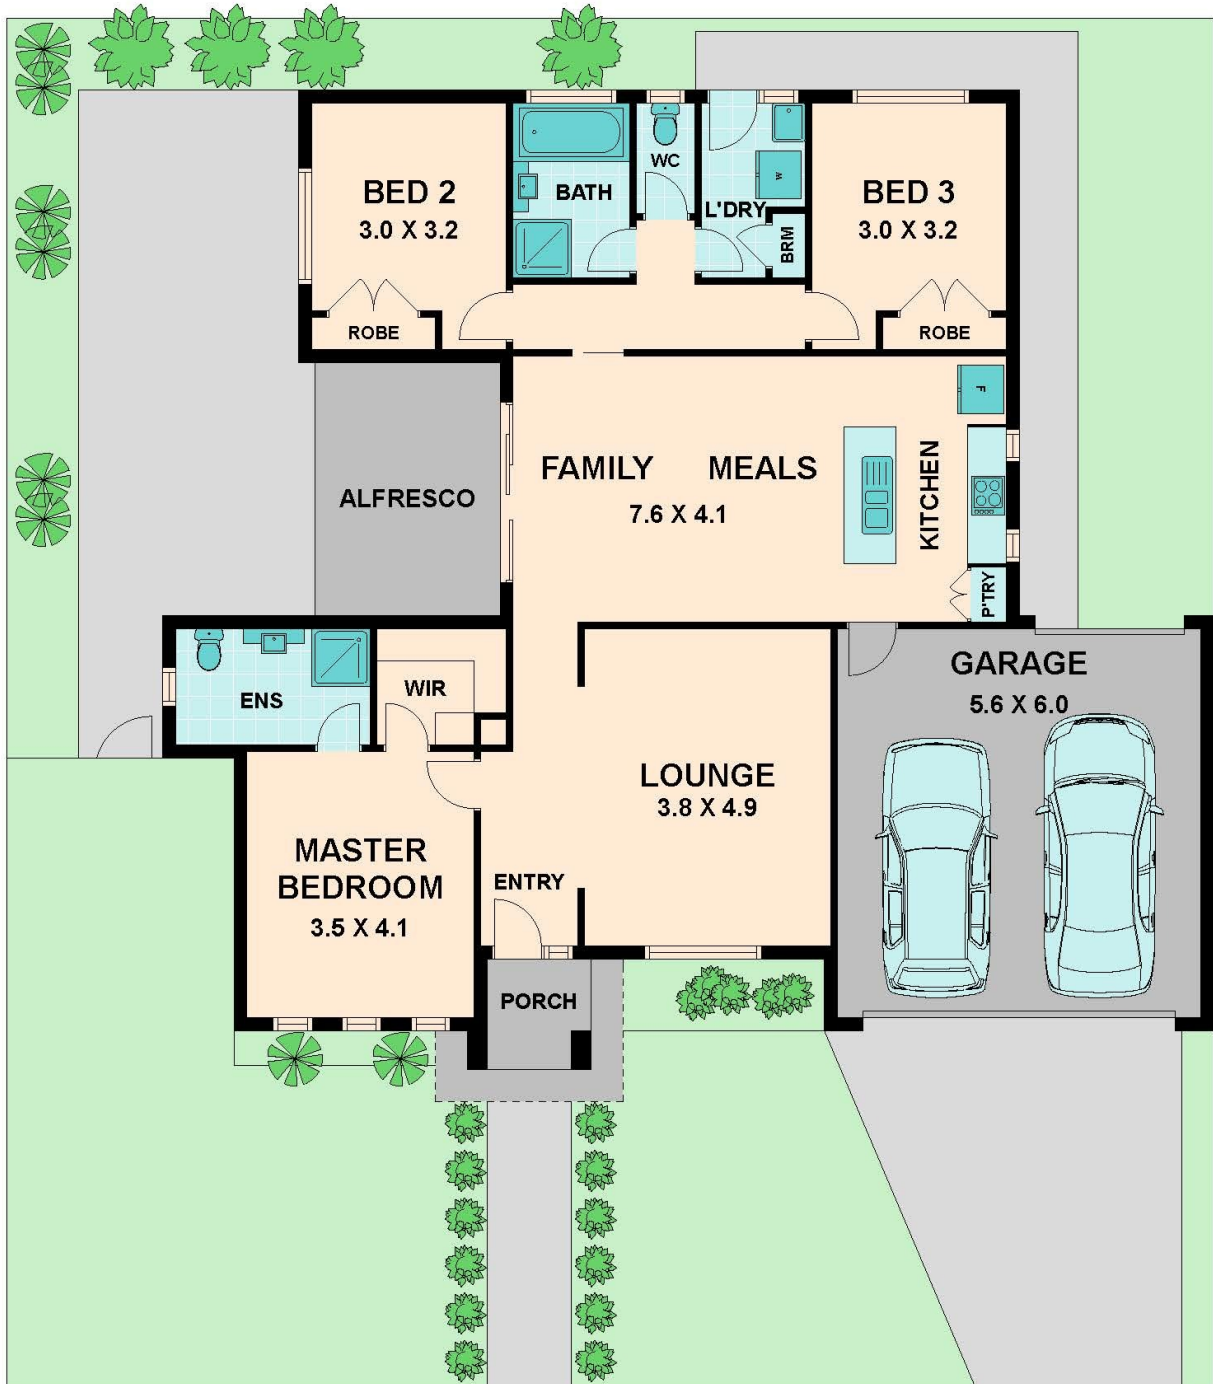 BED 2
3.0 X 3.2
BATH
WC
L'DRY
W
BRM
BED 3
3.0 X 3.2
ROBE
ROBE
F
ALFRESCO
FAMILY
MEALS
7.6 X 4.1
KITCHEN
P'TRY
ENS
WIR
GARAGE
5.6 X 6.0
LOUNGE
3.8 X 4.9
MASTER
BEDROOM
3.5 X 4.1
ENTRY
PORCH